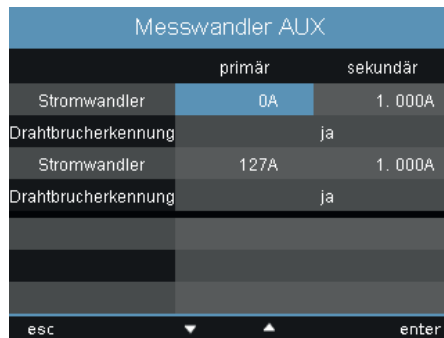 Messwandler AUX
primär sekundär
Stromwandler 0A 1. 000A
Drahtbrucherkennung ja
Stromwandler 127A 1. 000A
Drahtbrucherkennung ja
esc enter